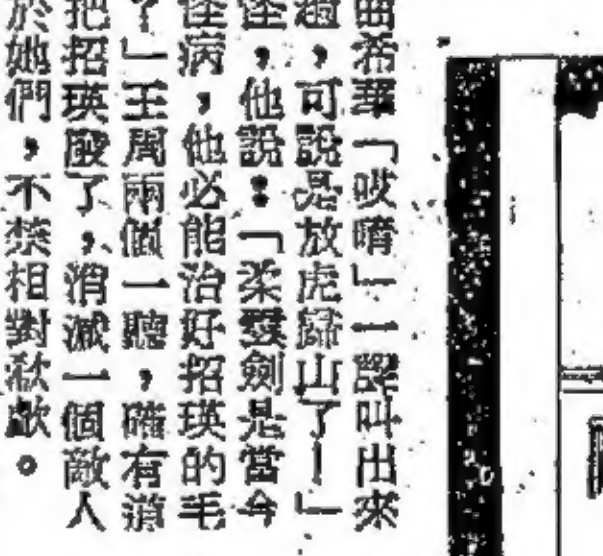 曲希華「哎唷」一聲叫出來
過，可說是放虎歸山了！」
怪，他說：「柔雲劍是當今
怪病，他必能治好招瑛的毛
了」王周兩個一聽，確有道
把招瑛廢了，消滅一個敵人
於她們，不禁相對欷歔。